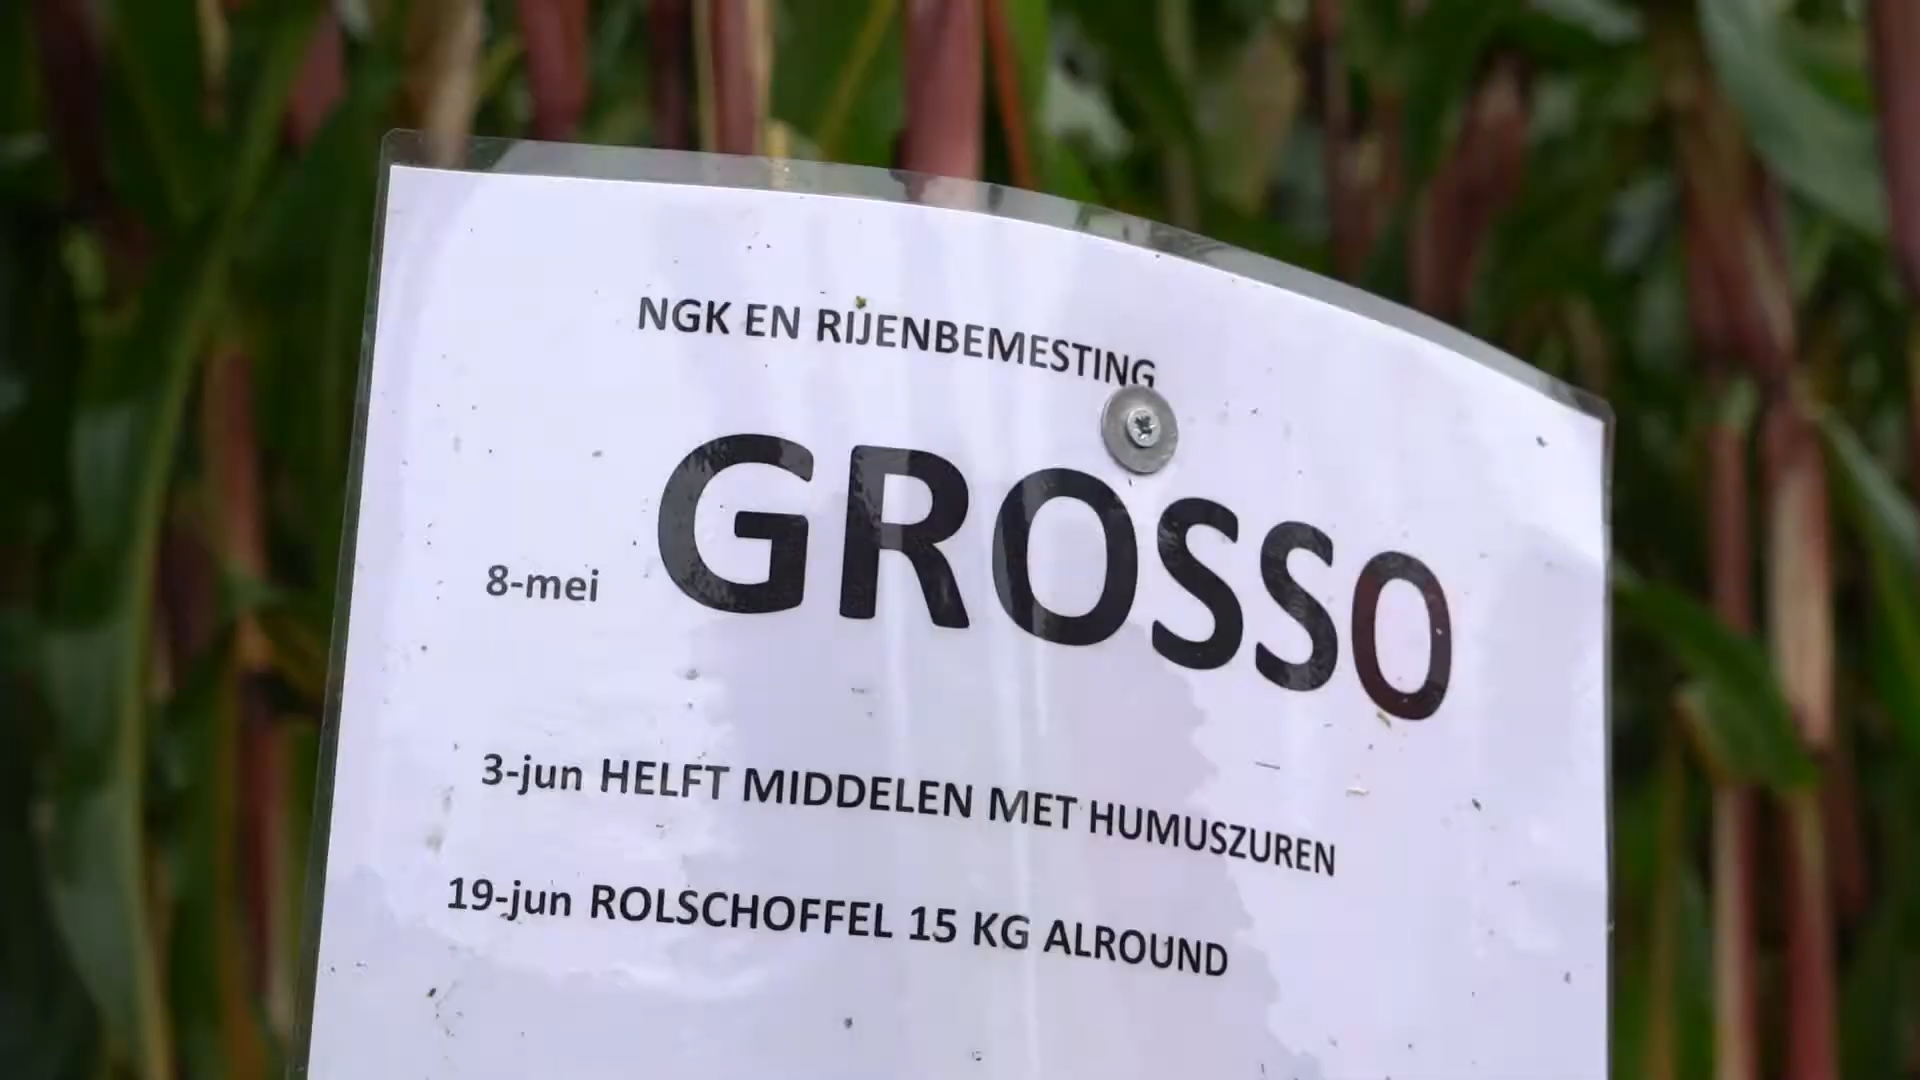 NGK EN RIJENBEMESTING
8-mei GROSSO
3-jun HELFT MIDDELEN MET HUMUSZUREN
19-jun ROLSCHOFFEL 15 KG ALROUND